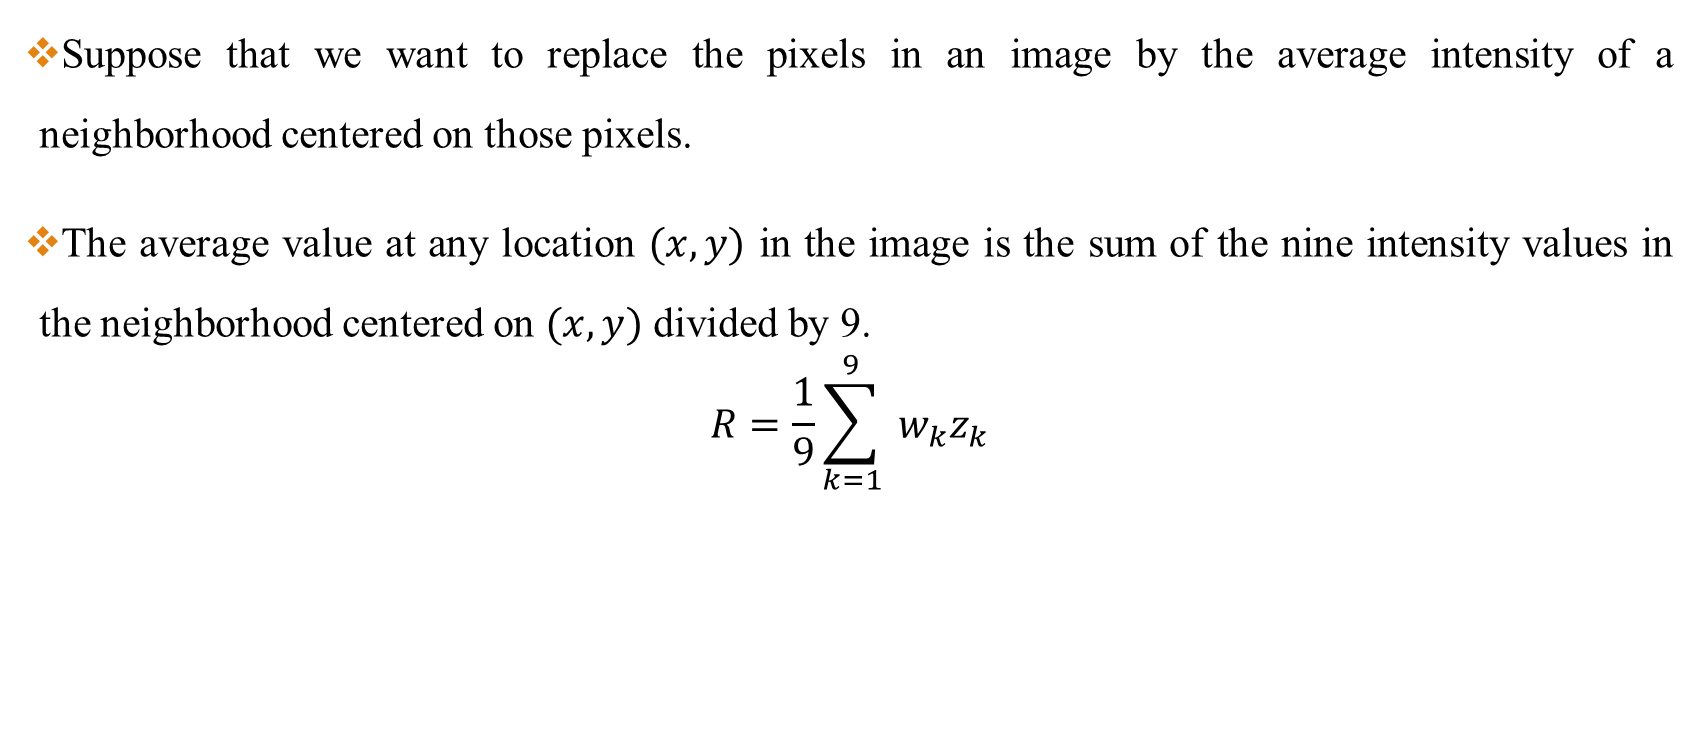 ❖Suppose that we want to replace the pixels in an image by the average intensity of a
neighborhood centered on those pixels.
❖The average value at any location (x, y) in the image is the sum of the nine intensity values in
the neighborhood centered on (x, y) divided by 9.
R = \frac{1}{9} \sum_{k=1}^{9} w_k z_k